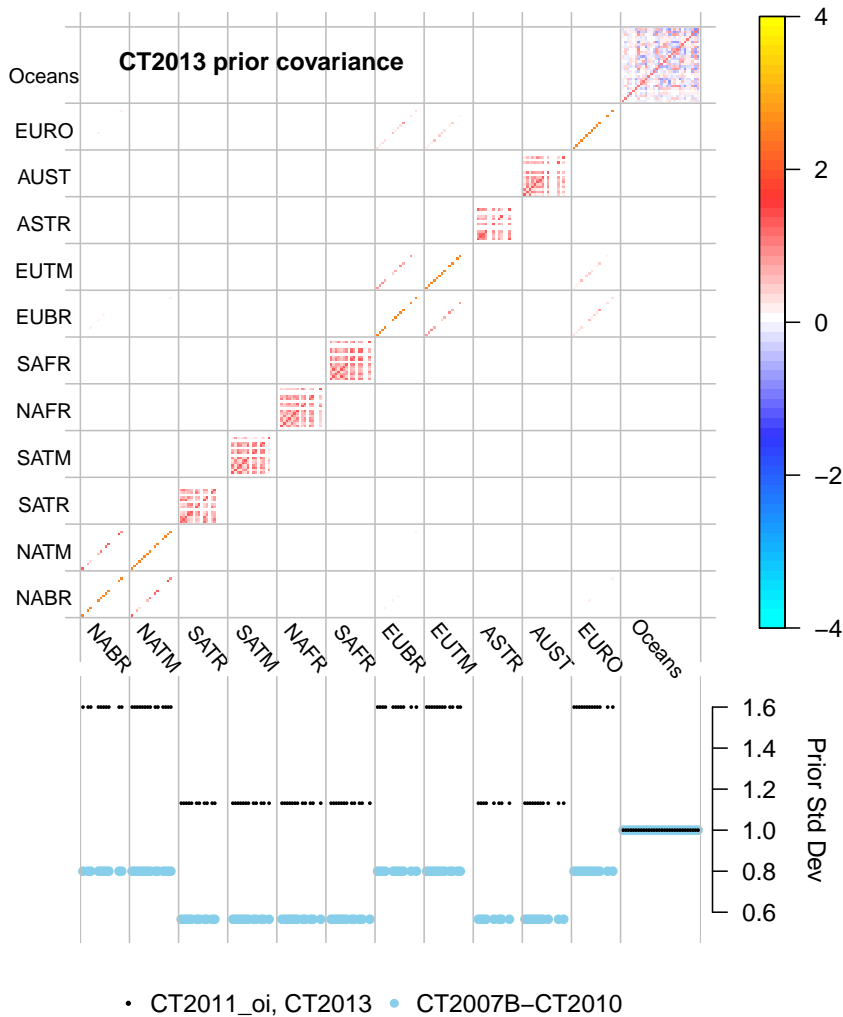 CT2013 prior covariance
Oceans
EURO
AUST
ASTR
EUTM
EUBR
SAFR
NAFR
SATM
SATR
NATM
NABR
4
2
0
−2
−4
NABR
NATM
SATR
SATM
NAFR
SAFR
EUBR
EUTM
ASTR
AUST
EURO
Oceans
1.6
1.4
1.2
1.0
0.8
0.6
Prior Std Dev
CT2011_oi, CT2013
CT2007B−CT2010